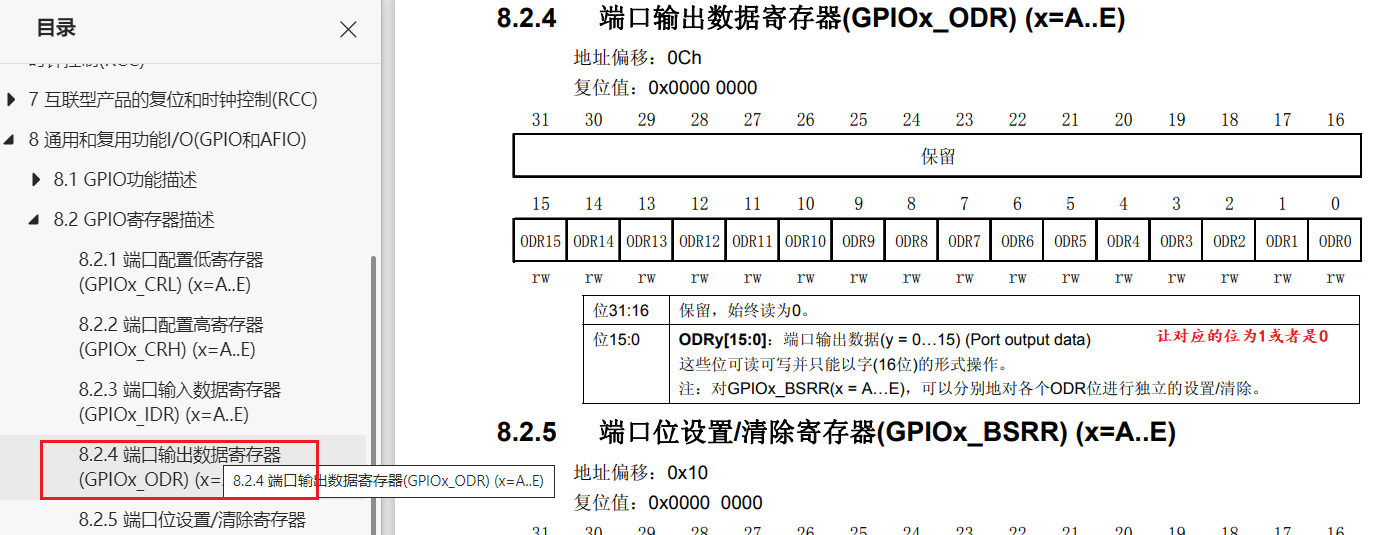 目录
时钟控制(RCC)
7 互联型产品的复位和时钟控制(RCC)
8 通用和复用功能I/O(GPIO和AFIO)
8.1 GPIO功能描述
8.2 GPIO寄存器描述
8.2.1 端口配置低寄存器
(GPIOx_CRL) (x=A..E)
8.2.2 端口配置高寄存器
(GPIOx_CRH) (x=A..E)
8.2.3 端口输入数据寄存器
(GPIOx_IDR) (x=A..E)
8.2.4 端口输出数据寄存器
(GPIOx_ODR) (x=
8.2.4 端口输出数据寄存器(GPIOx_ODR) (x=A..E)
8.2.5 端口位设置/清除寄存器
8.2.4 端口输出数据寄存器(GPIOx_ODR) (x=A..E)
地址偏移：0Ch
复位值：0x0000 0000
31 30 29 28 27 26 25 24 23 22 21 20 19 18 17 16
保留
15 14 13 12 11 10 9 8 7 6 5 4 3 2 1 0
ODR15 ODR14 ODR13 ODR12 ODR11 ODR10 ODR9 ODR8 ODR7 ODR6 ODR5 ODR4 ODR3 ODR2 ODR1 ODR0
rw rw rw rw rw rw rw rw rw rw rw rw rw rw rw rw
位31:16 保留，始终读为0。
位15:0 ODRy[15:0]：端口输出数据(y = 0…15) (Port output data) 让对应的位为1或者是0
这些位可读可写并只能以字(16位)的形式操作。
注：对GPIOx_BSRR(x = A…E)，可以分别地对各个ODR位进行独立的设置/清除。
8.2.5 端口位设置/清除寄存器(GPIOx_BSRR) (x=A..E)
地址偏移：0x10
复位值：0x0000 0000
31 30 29 28 27 26 25 24 23 22 21 20 19 18 17 16